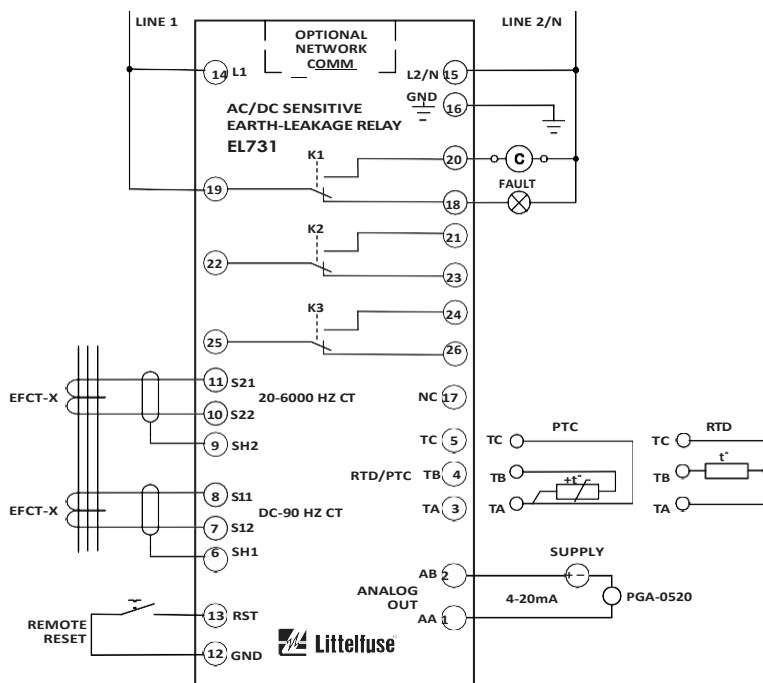 LINE 1
LINE 2/N
OPTIONAL
NETWORK
COMM
14 L1
L2/N 15
GND
16
AC/DC SENSITIVE
EARTH-LEAKAGE RELAY
EL731
K1
20
C
FAULT
19
18
K2
21
22
23
K3
24
25
26
EFCT-X
11 S21
20-6000 HZ CT
10 S22
9 SH2
NC 17
TC 5
RTD/PTC
TB 4
TA 3
PTC
TC
TB
+t°
TA
RTD
TC
t°
TB
TA
EFCT-X
8 S11
DC-90 HZ CT
7 S12
6 SH1
SUPPLY
AB 2
+ −
ANALOG
OUT
4-20mA
PGA-0520
AA 1
REMOTE
RESET
13 RST
12 GND
Littelfuse®